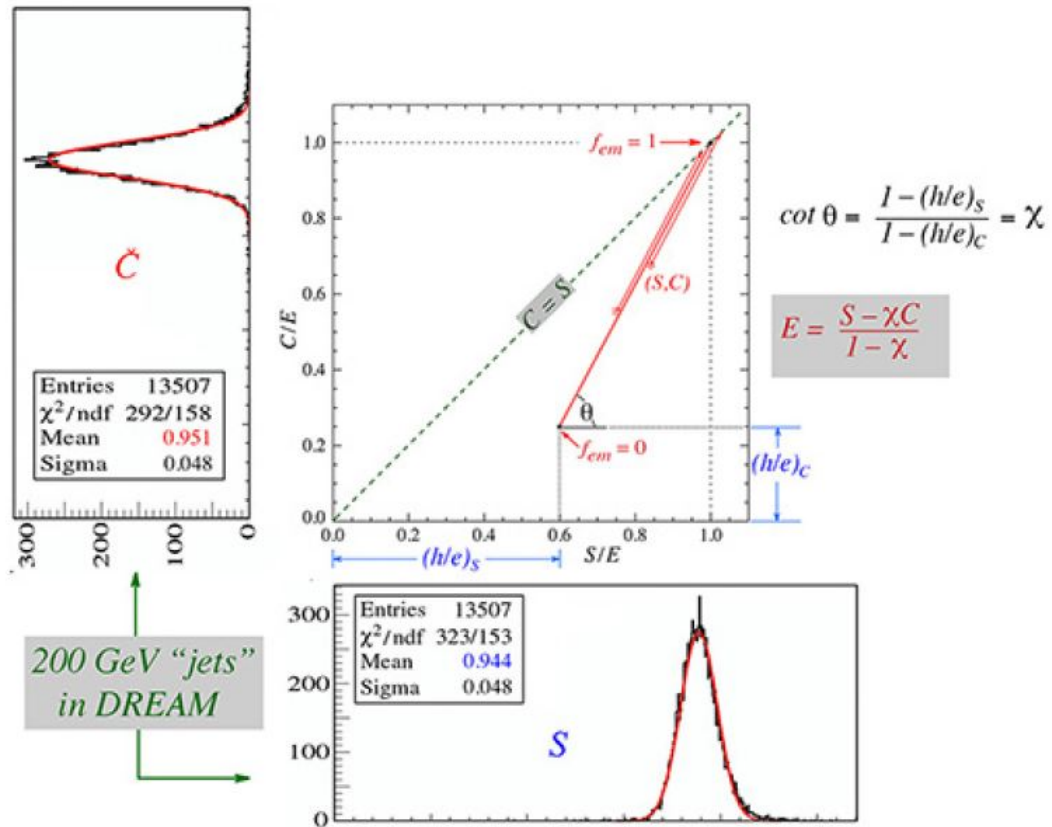 Č
Entries 13507
χ²/ndf 292/158
Mean 0.951
Sigma 0.048
300
200
100
0
C/E
1.0
0.8
0.6
0.4
0.2
0.0
0.0 0.2 0.4 0.6 0.8 1.0
S/E
f_em = 1
C = S
(S,C)
θ
f_em = 0
(h/e)_C
(h/e)_S
cot θ = 1 – (h/e)_S / 1 – (h/e)_C = χ
E = S – χC / 1 – χ
200 GeV “jets”
in DREAM
300
200
100
0
Entries 13507
χ²/ndf 323/153
Mean 0.944
Sigma 0.048
S